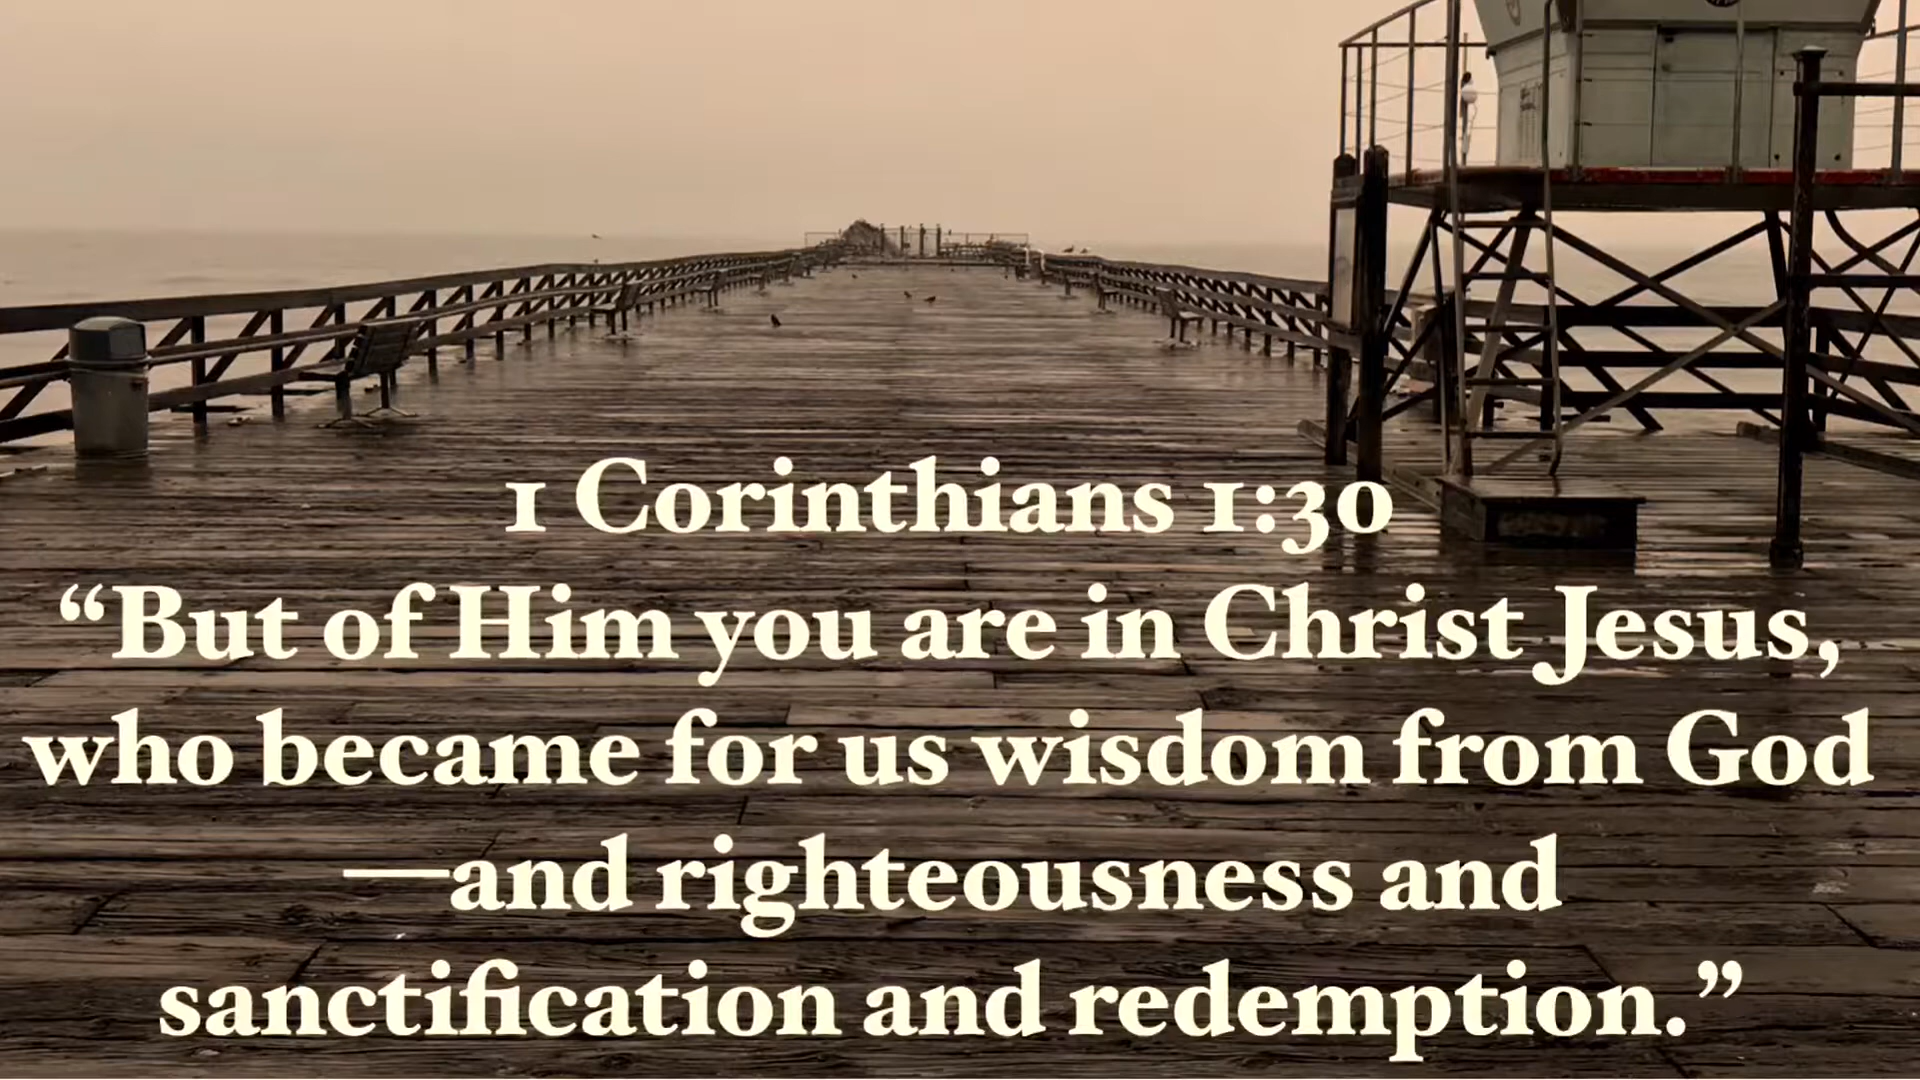 1 Corinthians 1:30
“But of Him you are in Christ Jesus,
who became for us wisdom from God
—and righteousness and
sanctification and redemption.”